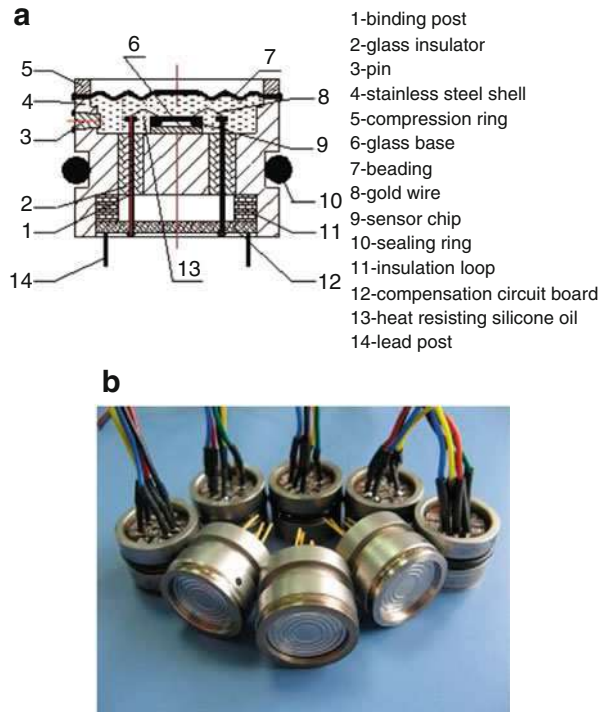 a
6
7
5
4
8
3
9
2
10
1
11
13
14
12
1-binding post
2-glass insulator
3-pin
4-stainless steel shell
5-compression ring
6-glass base
7-beading
8-gold wire
9-sensor chip
10-sealing ring
11-insulation loop
12-compensation circuit board
13-heat resisting silicone oil
14-lead post
b